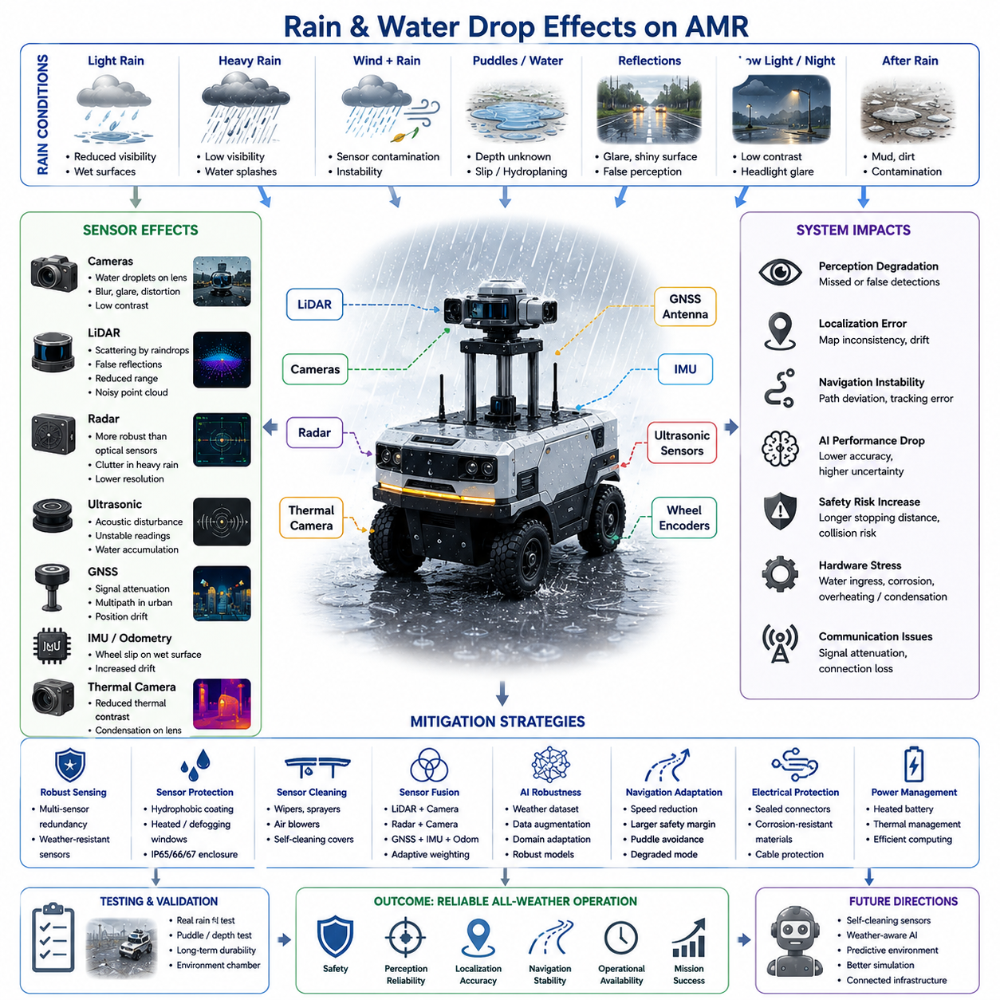 Rain & Water Drop Effects on AMR
RAIN CONDITIONS
Light Rain
• Reduced visibility
• Wet surfaces
Heavy Rain
• Low visibility
• Water splashes
Wind + Rain
• Sensor contamination
• Instability
Puddles / Water
• Depth unknown
• Slip / Hydroplaning
Reflections
• Glare, shiny surface
• False perception
Low Light / Night
• Low contrast
• Headlight glare
After Rain
• Mud, dirt
• Contamination
SENSOR EFFECTS
Cameras
• Water droplets on lens
• Blur, glare, distortion
• Low contrast
LiDAR
• Scattering by raindrops
• False reflections
• Reduced range
• Noisy point cloud
Radar
• More robust than
optical sensors
• Clutter in heavy rain
• Lower resolution
Ultrasonic
• Acoustic disturbance
• Unstable readings
• Water accumulation
GNSS
• Signal attenuation
• Multipath in urban
• Position drift
IMU
IMU / Odometry
• Wheel slip on wet surface
• Increased drift
Thermal Camera
• Reduced thermal
contrast
• Condensation on lens
LiDAR
Cameras
Radar
Thermal
Camera
GNSS
Antenna
IMU
Ultrasonic
Sensors
Wheel
Encoders
SYSTEM IMPACTS
Perception Degradation
Missed or false detections
Localization Error
Map inconsistency, drift
Navigation Instability
Path deviation, tracking error
AI Performance Drop
Lower accuracy,
higher uncertainty
Safety Risk Increase
Longer stopping distance,
collision risk
Hardware Stress
Water ingress, corrosion,
overheating / condensation
Communication Issues
Signal attenuation,
connection loss
MITIGATION STRATEGIES
Robust Sensing
• Multi-sensor
redundancy
• Weather-resistant
sensors
Sensor Protection
• Hydrophobic coating
• Heated / defogging
windows
• IP65/66/67 enclosure
Sensor Cleaning
• Wipers, sprayers
• Air blowers
• Self-cleaning covers
Sensor Fusion
• LiDAR + Camera
• Radar + Camera
• GNSS + IMU + Odom
• Adaptive weighting
AI Robustness
• Weather dataset
• Data augmentation
• Domain adaptation
• Robust models
Navigation Adaptation
• Speed reduction
• Larger safety margin
• Puddle avoidance
• Degraded mode
Electrical Protection
• Sealed connectors
• Corrosion-resistant
materials
• Cable protection
Power Management
• Heated battery
• Thermal management
• Efficient computing
TESTING & VALIDATION
• Real rain test
• Puddle / depth test
• Long-term durability
• Environment chamber
OUTCOME: RELIABLE ALL-WEATHER OPERATION
Safety
Perception
Reliability
Localization
Accuracy
Navigation
Stability
Operational
Availability
Mission
Success
FUTURE DIRECTIONS
• Self-cleaning sensors
• Weather-aware AI
• Predictive environment
• Better simulation
• Connected infrastructure